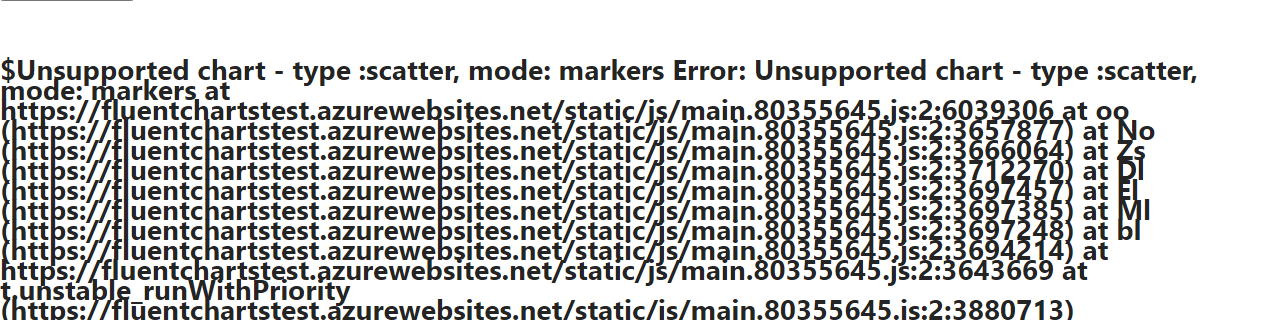 $Unsupported chart - type :scatter, mode: markers Error: Unsupported chart - type :scatter,
mode: markers at
https://fluentchartstest.azurewebsites.net/static/js/main.80355645.js:2:6039306 at oo
(https://fluentchartstest.azurewebsites.net/static/js/main.80355645.js:2:3657877) at No
(https://fluentchartstest.azurewebsites.net/static/js/main.80355645.js:2:3666064) at Zs
(https://fluentchartstest.azurewebsites.net/static/js/main.80355645.js:2:3712270) at Dl
(https://fluentchartstest.azurewebsites.net/static/js/main.80355645.js:2:3697457) at El
(https://fluentchartstest.azurewebsites.net/static/js/main.80355645.js:2:3697385) at Ml
(https://fluentchartstest.azurewebsites.net/static/js/main.80355645.js:2:3697248) at bl
(https://fluentchartstest.azurewebsites.net/static/js/main.80355645.js:2:3694214) at
https://fluentchartstest.azurewebsites.net/static/js/main.80355645.js:2:3643669 at
t.unstable_runWithPriority
(https://fluentchartstest.azurewebsites.net/static/js/main.80355645.js:2:3880713)